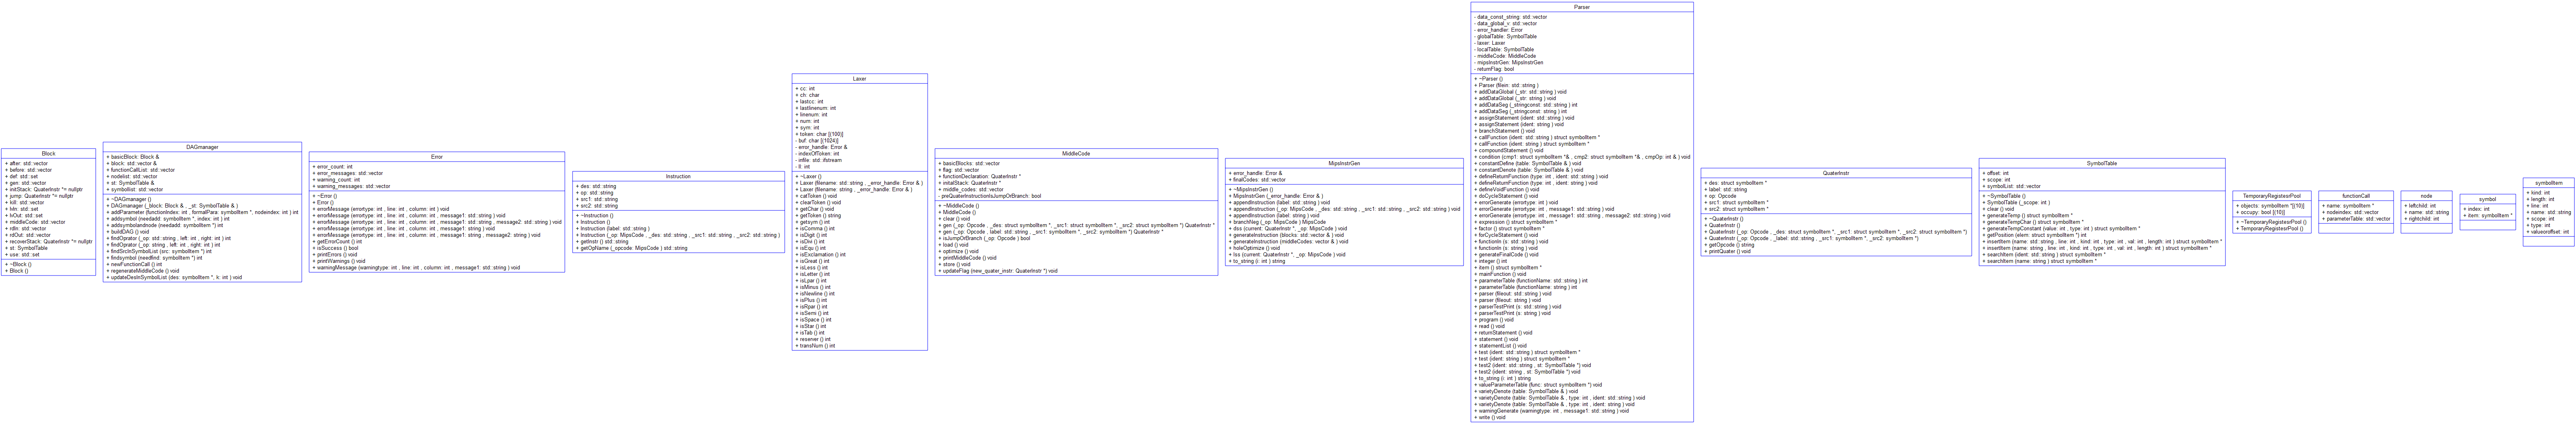 Block
+ after: std::vector
+ before: std::vector
+ def: std::set
+ gen: std::vector
+ initStack: QuaterInstr *= nullptr
+ jump: QuaterInstr *= nullptr
+ kill: std::vector
+ lvIn: std::set
+ lvOut: std::set
+ middleCode: std::vector
+ rdIn: std::vector
+ rdOut: std::vector
+ recoverStack: QuaterInstr *= nullptr
+ st: SymbolTable
+ use: std::set
+ ~Block ()
+ Block ()
DAGmanager
+ basicBlock: Block &
+ block: std::vector &
+ functionCallList: std::vector
+ nodelist: std::vector
+ st: SymbolTable &
+ symbollist: std::vector
+ ~DAGmanager ()
+ DAGmanager (_block: Block & , _st: SymbolTable & )
+ addParameter (functionIndex: int , formalPara: symbolItem *, nodeindex: int ) int
+ addsymbol (needadd: symbolItem *, index: int ) int
+ addsymbolandnode (needadd: symbolItem *) int
+ buildDAG () void
+ findOprator (_op: std::string , left: int , right: int ) int
+ findOprator (_op: string , left: int , right: int ) int
+ findSrcInSymbolList (src: symbolItem *) int
+ findsymbol (needfind: symbolItem *) int
+ newFunctionCall () int
+ regenerateMiddleCode () void
+ updateDesInSymbolList (des: symbolItem *, k: int ) void
Error
+ error_count: int
+ error_messages: std::vector
+ warning_count: int
+ warning_messages: std::vector
+ ~Error ()
+ Error ()
+ errorMessage (errortype: int , line: int , column: int ) void
+ errorMessage (errortype: int , line: int , column: int , message1: std::string ) void
+ errorMessage (errortype: int , line: int , column: int , message1: std::string , message2: std::string ) void
+ errorMessage (errortype: int , line: int , column: int , message1: string ) void
+ errorMessage (errortype: int , line: int , column: int , message1: string , message2: string ) void
+ getErrorCount () int
+ isSuccess () bool
+ printErrors () void
+ printWarnings () void
+ warningMessage (warningtype: int , line: int , column: int , message1: std::string ) void
Instruction
+ des: std::string
+ op: std::string
+ src1: std::string
+ src2: std::string
+ ~Instruction ()
+ Instruction ()
+ Instruction (label: std::string )
+ Instruction (_op: MipsCode , _des: std::string , _src1: std::string , _src2: std::string )
+ getInstr () std::string
+ getOpName (_opcode: MipsCode ) std::string
Laxer
+ cc: int
+ ch: char
+ lastcc: int
+ lastlinenum: int
+ linenum: int
+ num: int
+ sym: int
+ token: char [(100)]
- buf: char [(1024)]
- error_handle: Error &
- indexOfToken: int
- infile: std::ifstream
- ll: int
+ ~Laxer ()
+ Laxer (filename: std::string , _error_handle: Error & )
+ Laxer (filename: string , _error_handle: Error & )
+ catToken () void
+ clearToken () void
+ getChar () void
+ getToken () string
+ getsym () int
+ isComma () int
+ isDigit () int
+ isDivi () int
+ isEqu () int
+ isExclamation () int
+ isGreat () int
+ isLess () int
+ isLetter () int
+ isLpar () int
+ isMinus () int
+ isNewline () int
+ isPlus () int
+ isRpar () int
+ isSemi () int
+ isSpace () int
+ isStar () int
+ isTab () int
+ resener () int
+ transNum () int
MiddleCode
+ basicBlocks: std::vector
+ flag: std::vector
+ functionDeclaration: QuaterInstr *
+ initalStack: QuaterInstr *
+ middle_codes: std::vector
- preQuaterInstructionIsJumpOrBranch: bool
+ ~MiddleCode ()
+ MiddleCode ()
+ clear () void
+ gen (_op: Opcode , _des: struct symbolItem *, _src1: struct symbolItem *, _src2: struct symbolItem *) QuaterInstr *
+ gen (_op: Opcode , label: std::string , _src1: symbolItem *, _src2: symbolItem *) QuaterInstr *
+ isJumpOfBranch (_op: Opcode ) bool
+ load () void
+ optimize () void
+ printMiddleCode () void
+ store () void
+ updateFlag (new_quater_instr: QuaterInstr *) void
MipsInstrGen
+ error_handle: Error &
+ finalCodes: std::vector
+ ~MipsInstrGen ()
+ MipsInstrGen (_error_handle: Error & )
+ appendInstruction (label: std::string ) void
+ appendInstruction (_op: MipsCode , _des: std::string , _src1: std::string , _src2: std::string ) void
+ appendInstruction (label: string ) void
+ branchNeg (_op: MipsCode ) MipsCode
+ dss (current: QuaterInstr *, _op: MipsCode ) void
+ generateInstruction (blocks: std::vector & ) void
+ generateInstruction (middleCodes: vector & ) void
+ holeOptimize () void
+ lss (current: QuaterInstr *, _op: MipsCode ) void
+ to_string (i: int ) string
Parser
- data_const_string: std::vector
- data_global_v: std::vector
- error_handler: Error
- globalTable: SymbolTable
- laxer: Laxer
- localTable: SymbolTable
- middleCode: MiddleCode
- mipsInstrGen: MipsInstrGen
- returnFlag: bool
+ ~Parser ()
+ Parser (filein: std::string )
+ addDataGlobal (_str: std::string ) void
+ addDataGlobal (_str: string ) void
+ addDataSeg (_stringconst: std::string ) int
+ addDataSeg (_stringconst: string ) int
+ assignStatement (ident: std::string ) void
+ assignStatement (ident: string ) void
+ branchStatement () void
+ callFunction (ident: std::string ) struct symbolItem *
+ callFunction (ident: string ) struct symbolItem *
+ compoundStatement () void
+ condition (cmp1: struct symbolItem *& , cmp2: struct symbolItem *& , cmpOp: int & ) void
+ constantDefine (table: SymbolTable & ) void
+ constantDenote (table: SymbolTable & ) void
+ defineReturnFunction (type: int , ident: std::string ) void
+ defineReturnFunction (type: int , ident: string ) void
+ defineVoidFunction () void
+ doCycleStatement () void
+ errorGenerate (errortype: int ) void
+ errorGenerate (errortype: int , message1: std::string ) void
+ errorGenerate (errortype: int , message1: std::string , message2: std::string ) void
+ expression () struct symbolItem *
+ factor () struct symbolItem *
+ forCycleStatement () void
+ functionIn (s: std::string ) void
+ functionIn (s: string ) void
+ generateFinalCode () void
+ integer () int
+ item () struct symbolItem *
+ mainFunction () void
+ parameterTable (functionName: std::string ) int
+ parameterTable (functionName: string ) int
+ parser (fileout: std::string ) void
+ parser (fileout: string ) void
+ parserTestPrint (s: std::string ) void
+ parserTestPrint (s: string ) void
+ program () void
+ read () void
+ returnStatement () void
+ statement () void
+ statementList () void
+ test (ident: std::string ) struct symbolItem *
+ test (ident: string ) struct symbolItem *
+ test2 (ident: std::string , st: SymbolTable *) void
+ test2 (ident: string , st: SymbolTable *) void
+ to_string (i: int ) string
+ valueParameterTable (func: struct symbolItem *) void
+ varietyDenote (table: SymbolTable & ) void
+ varietyDenote (table: SymbolTable & , type: int , ident: std::string ) void
+ varietyDenote (table: SymbolTable & , type: int , ident: string ) void
+ warningGenerate (warningtype: int , message1: std::string ) void
+ write () void
QuaterInstr
+ des: struct symbolItem *
+ label: std::string
+ op: Opcode
+ src1: struct symbolItem *
+ src2: struct symbolItem *
+ ~QuaterInstr ()
+ QuaterInstr ()
+ QuaterInstr (_op: Opcode , _des: struct symbolItem *, _src1: struct symbolItem *, _src2: struct symbolItem *)
+ QuaterInstr (_op: Opcode , _label: std::string , _src1: symbolItem *, _src2: symbolItem *)
+ getOpcode () string
+ printQuater () void
SymbolTable
+ offset: int
+ scope: int
+ symbolList: std::vector
+ ~SymbolTable ()
+ SymbolTable (_scope: int )
+ clear () void
+ generateTemp () struct symbolItem *
+ generateTempChar () struct symbolItem *
+ generateTempConstant (value: int , type: int ) struct symbolItem *
+ getPosition (elem: struct symbolItem *) int
+ insertItem (name: std::string , line: int , kind: int , type: int , val: int , length: int ) struct symbolItem *
+ insertItem (name: string , line: int , kind: int , type: int , val: int , length: int ) struct symbolItem *
+ searchItem (ident: std::string ) struct symbolItem *
+ searchItem (name: string ) struct symbolItem *
TemporaryRegistesrPool
+ objects: symbolItem *[(10)]
+ occupy: bool [(10)]
+ ~TemporaryRegistesrPool ()
+ TemporaryRegistesrPool ()
functionCall
+ name: symbolItem *
+ nodeindex: std::vector
+ parameterTable: std::vector
node
+ leftchild: int
+ name: std::string
+ rightchild: int
symbol
+ index: int
+ item: symbolItem *
symbolItem
+ kind: int
+ length: int
+ line: int
+ name: std::string
+ scope: int
+ type: int
+ valueoroffset: int